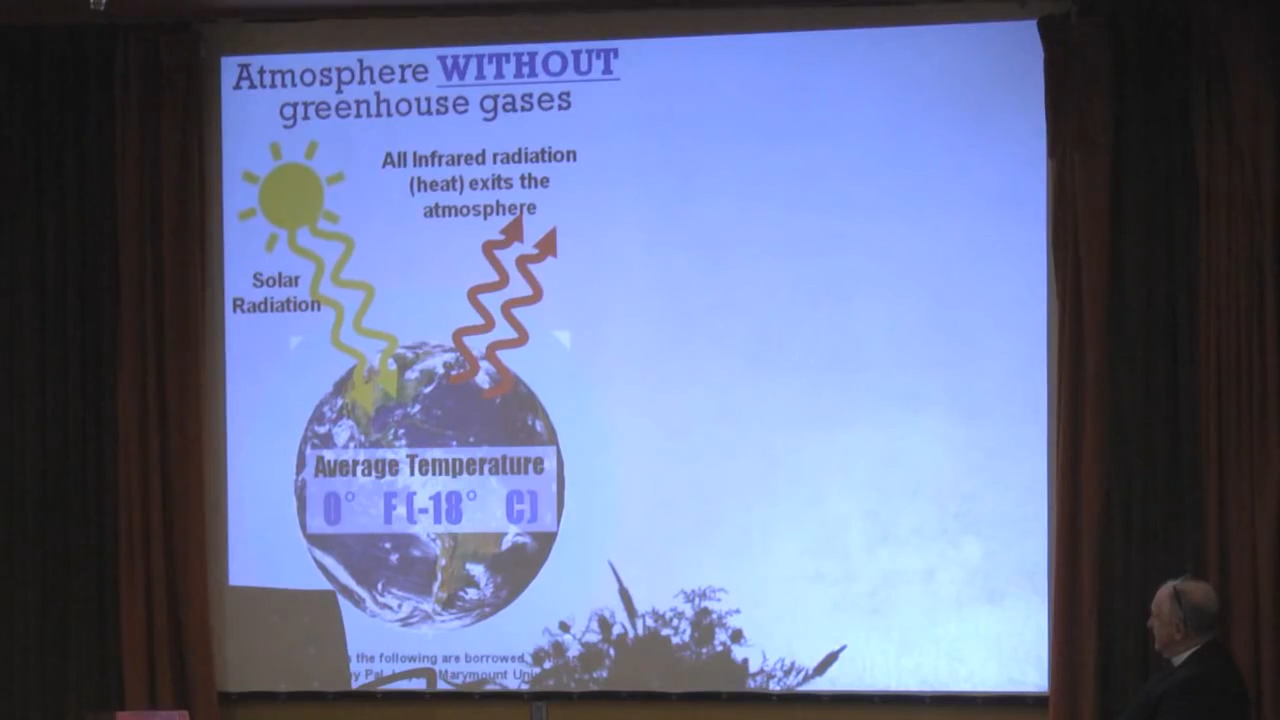 Atmosphere WITHOUT
greenhouse gases
All Infrared radiation
(heat) exits the
atmosphere
Solar
Radiation
Average Temperature
0° F (-18° C)
the following are borrowed
Marymount